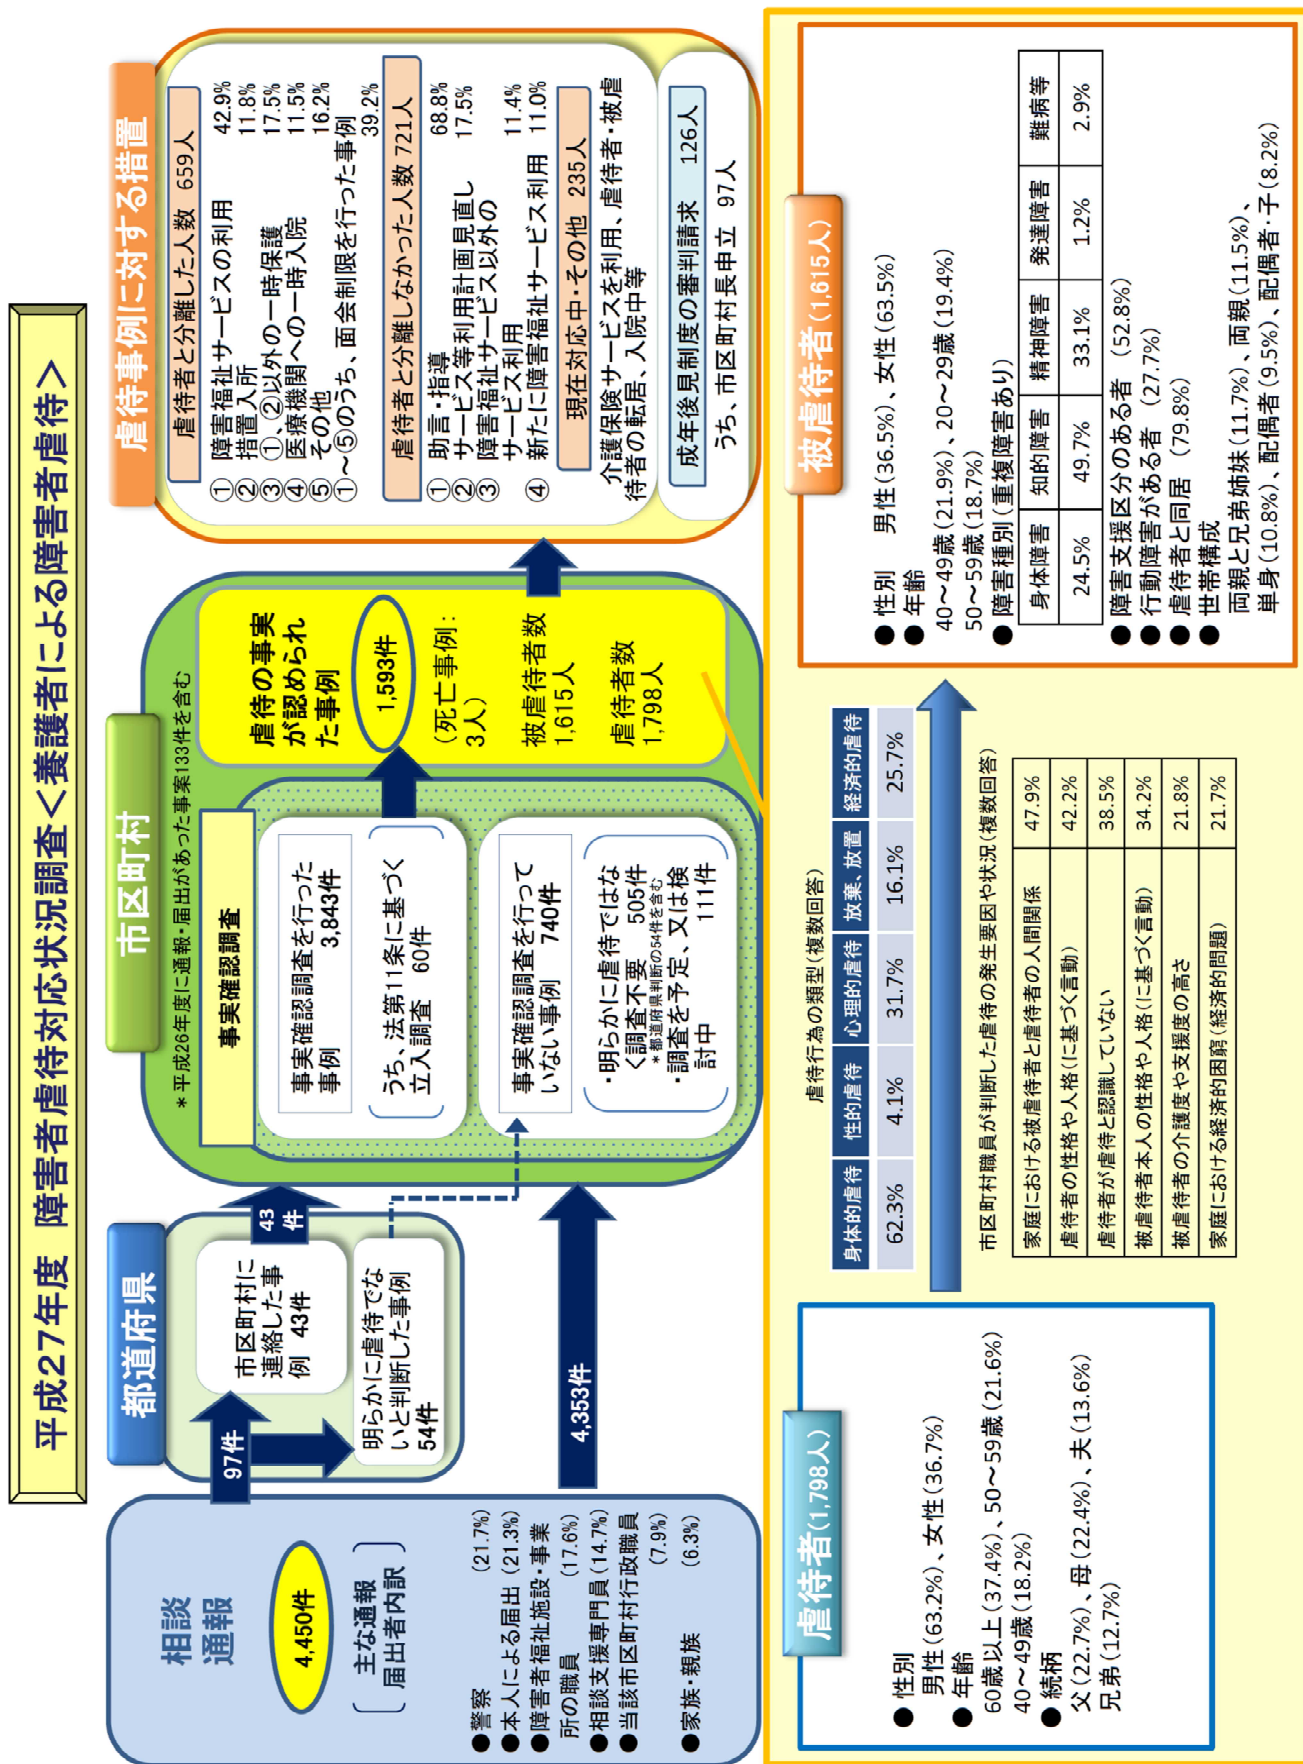 平成27年度 障害者虐待対応状況調査＜養護者による障害者虐待＞
相談
通報
4,450件
主な通報
届出者内訳
●警察 (21.7%)
●本人による届出(21.3%)
●障害者福祉施設・事業
所の職員 (17.6%)
●相談支援専門員(14.7%)
●当該市区町村行政職員
(7.9%)
●家族・親族 (6.3%)
都道府県
97件
市区町村に
連絡した事
例 43件
明らかに虐待でな
いと判断した事例
54件
43
件
4,353件
市区町村
＊平成26年度に通報・届出があった事案133件を含む
事実確認調査
事実確認調査を行った
事例 3,843件
うち、法第11条に基づく
立入調査 60件
事実確認調査を行って
いない事例 740件
・明らかに虐待ではな
く調査不要 505件
＊都道府県判断の54件を含む
・調査を予定、又は検
討中 111件
虐待の事実
が認められ
た事例
1,593件
(死亡事例：
3人)
被虐待者数
1,615人
虐待者数
1,798人
虐待事例に対する措置
虐待者と分離した人数 659人
① 障害福祉サービスの利用 42.9%
② 措置入所 11.8%
③ ①、②以外の一時保護 17.5%
④ 医療機関への一時入院 11.5%
⑤ その他 16.2%
①～⑤のうち、面会制限を行った事例
39.2%
虐待者と分離しなかった人数 721人
① 助言・指導 68.8%
② サービス等利用計画見直し 17.5%
③ 障害福祉サービス以外の
サービス利用 11.4%
④ 新たに障害福祉サービス利用 11.0%
現在対応中・その他 235人
介護保険サービスを利用、虐待者・被虐
待者の転居、入院中等
成年後見制度の審判請求 126人
うち、市区町村長申立 97人
虐待者(1,798人)
● 性別
男性(63.2%)、女性(36.7%)
● 年齢
60歳以上(37.4%)、50～59歳(21.6%)
40～49歳(18.2%)
● 続柄
父(22.7%)、母(22.4%)、夫(13.6%)
兄弟(12.7%)
虐待行為の類型(複数回答)
身体的虐待 性的虐待 心理的虐待 放棄、放置 経済的虐待
62.3% 4.1% 31.7% 16.1% 25.7%
市区町村職員が判断した虐待の発生要因や状況(複数回答)
家庭における被虐待者と虐待者の人間関係 47.9%
虐待者の性格や人格(に基づく言動) 42.2%
虐待者が虐待と認識していない 38.5%
被虐待者本人の性格や人格(に基づく言動) 34.2%
被虐待者の介護度や支援度の高さ 21.8%
家庭における経済的困窮(経済的問題) 21.7%
被虐待者(1,615人)
● 性別 男性(36.5%)、女性(63.5%)
● 年齢
40～49歳(21.9%)、20～29歳(19.4%)
50～59歳(18.7%)
● 障害種別(重複障害あり)
身体障害 知的障害 精神障害 発達障害 難病等
24.5% 49.7% 33.1% 1.2% 2.9%
● 障害支援区分のある者 (52.8%)
● 行動障害がある者 (27.7%)
● 虐待者と同居 (79.8%)
● 世帯構成
両親と兄弟姉妹(11.7%)、両親(11.5%)、
単身(10.8%)、配偶者(9.5%)、配偶者・子(8.2%)